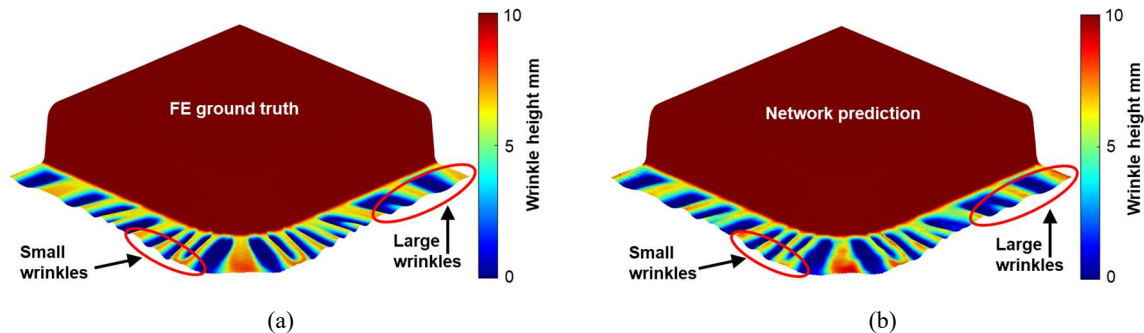 FE ground truth
Small
wrinkles
Large
wrinkles
10
5
0
Wrinkle height mm
(a)
Network prediction
Small
wrinkles
Large
wrinkles
10
5
0
Wrinkle height mm
(b)